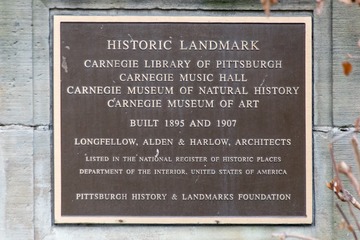 HISTORIC LANDMARK
CARNEGIE LIBRARY OF PITTSBURGH
CARNEGIE MUSIC HALL
CARNEGIE MUSEUM OF NATURAL HISTORY
CARNEGIE MUSEUM OF ART
BUILT 1895 AND 1907
LONGFELLOW, ALDEN & HARLOW, ARCHITECTS
LISTED IN THE NATIONAL REGISTER OF HISTORIC PLACES
DEPARTMENT OF THE INTERIOR, UNITED STATES OF AMERICA
PITTSBURGH HISTORY & LANDMARKS FOUNDATION